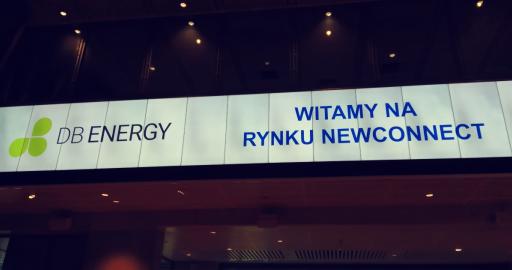 DB ENERGY
WITAMY NA
RYNKU NEWCONNECT